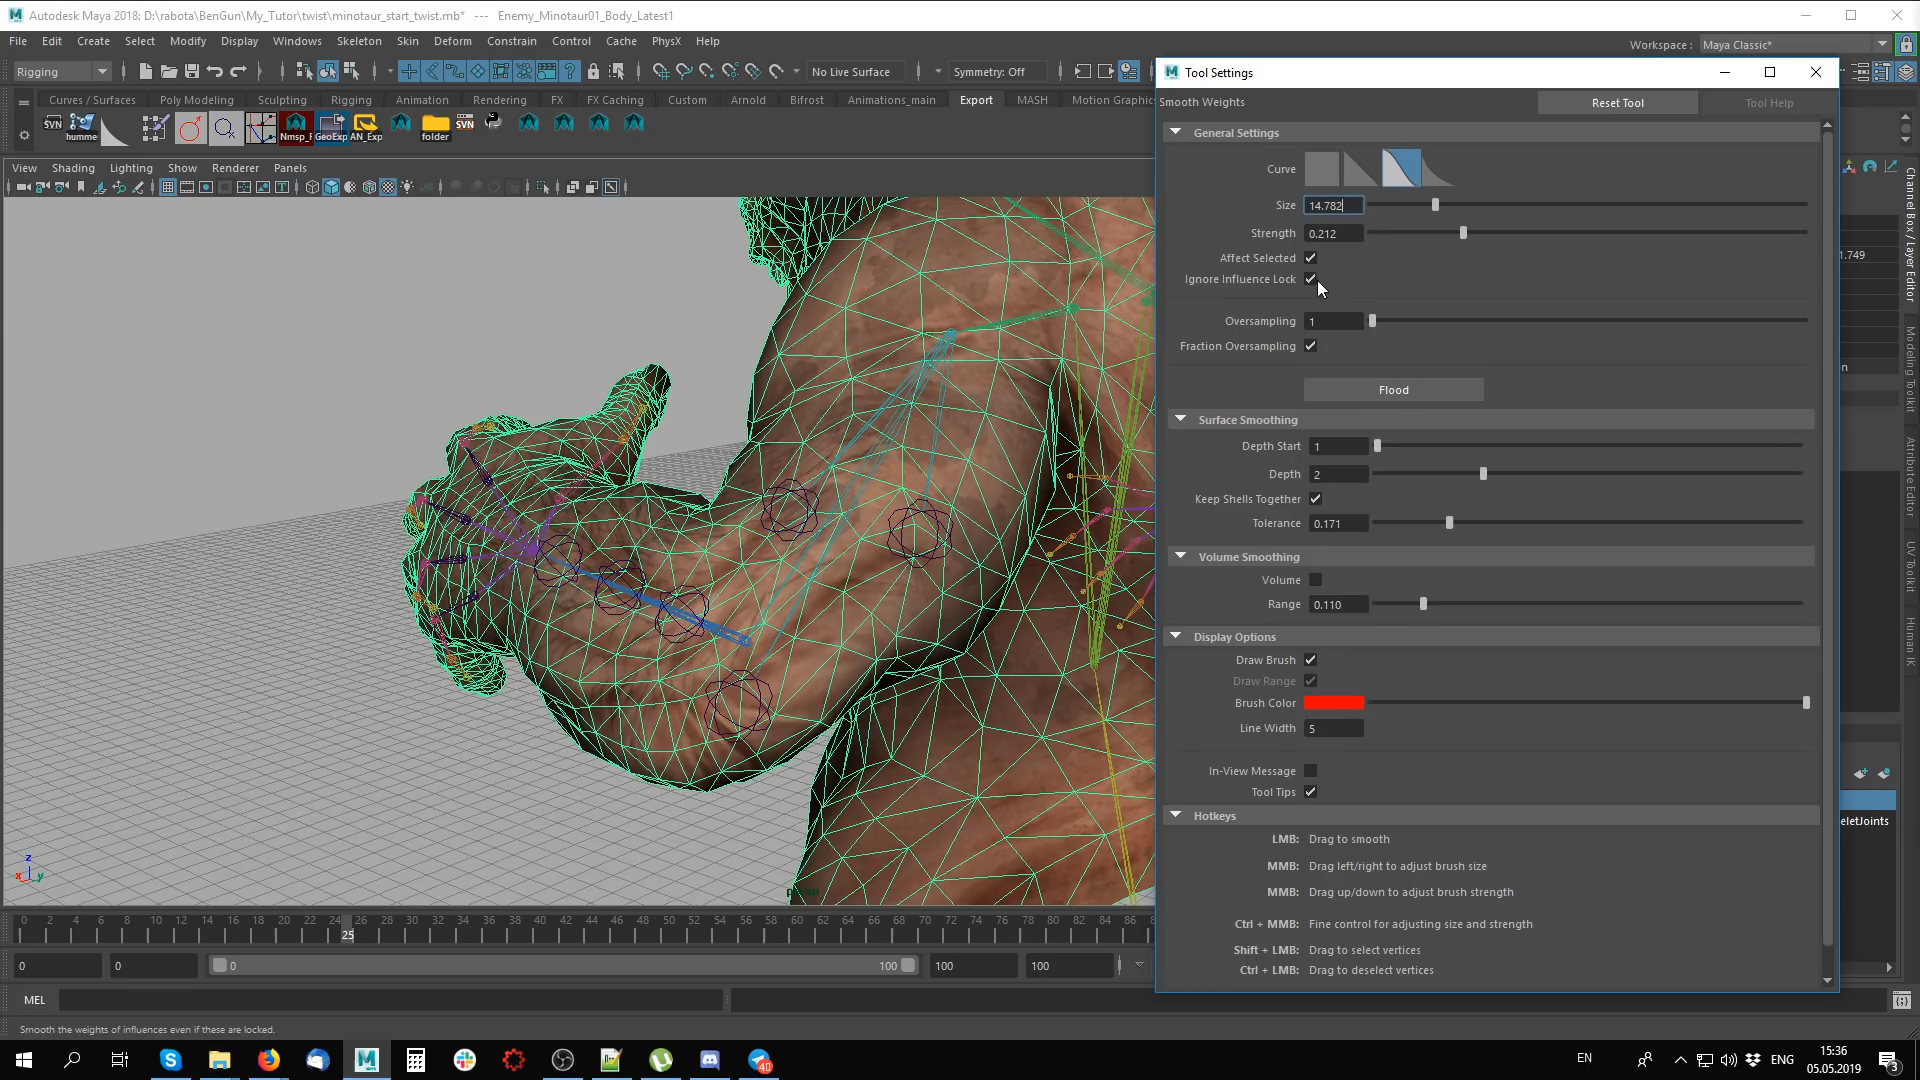 Autodesk Maya 2018: D:\rabota\BenGun\My_Tutor\twist\minotaur_start_twist.mb* --- Enemy_Minotaur01_Body_Latest1
File Edit Create Select Modify Display Windows Skeleton Skin Deform Constrain Control Cache PhysX Help
Workspace : Maya Classic*
Rigging No Live Surface Symmetry: Off
Curves / Surfaces Poly Modeling Sculpting Rigging Animation Rendering FX FX Caching Custom Arnold Bifrost Animations_main Export MASH Motion Graphics
SVN humme Nmsp_F GeoExp AN_Exp folder SVN
View Shading Lighting Show Renderer Panels
Tool Settings
Smooth Weights Reset Tool Tool Help
General Settings
Curve
Size 14.782
Strength 0.212
Affect Selected
Ignore Influence Lock
Oversampling 1
Fraction Oversampling
Flood
Surface Smoothing
Depth Start 1
Depth 2
Keep Shells Together
Tolerance 0.171
Volume Smoothing
Volume
Range 0.110
Display Options
Draw Brush
Draw Range
Brush Color
Line Width 5
In-View Message
Tool Tips
Hotkeys
LMB: Drag to smooth
MMB: Drag left/right to adjust brush size
MMB: Drag up/down to adjust brush strength
Ctrl + MMB: Fine control for adjusting size and strength
Shift + LMB: Drag to select vertices
Ctrl + LMB: Drag to deselect vertices
Channel Box / Layer Editor
Modeling Toolkit
Attribute Editor
UV Toolkit
Human IK
1.749
eletJoints
persp
z
x y
0 2 4 6 8 10 12 14 16 18 20 22 24 26 28 30 32 34 36 38 40 42 44 46 48 50 52 54 56 58 60 62 64 66 68 70 72 74 76 78 80 82 84 86
25
0 0 0 100 100 100
MEL
Smooth the weights of influences even if these are locked.
40
EN ENG 15:36
05.05.2019
3